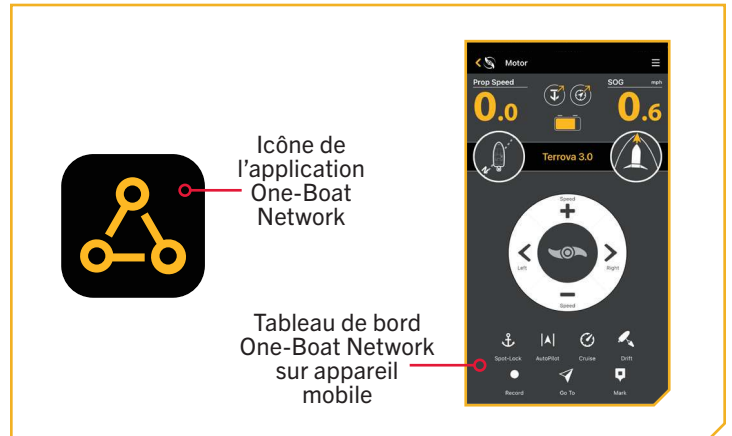 Icône de
l'application
One-Boat
Network
Tableau de bord
One-Boat Network
sur appareil
mobile
Motor
Prop Speed
SOG mph
0.0
0.6
N
Terrova 3.0
Speed
+
Left
Right
Speed
Spot-Lock AutoPilot Cruise Drift
Record Go To Mark